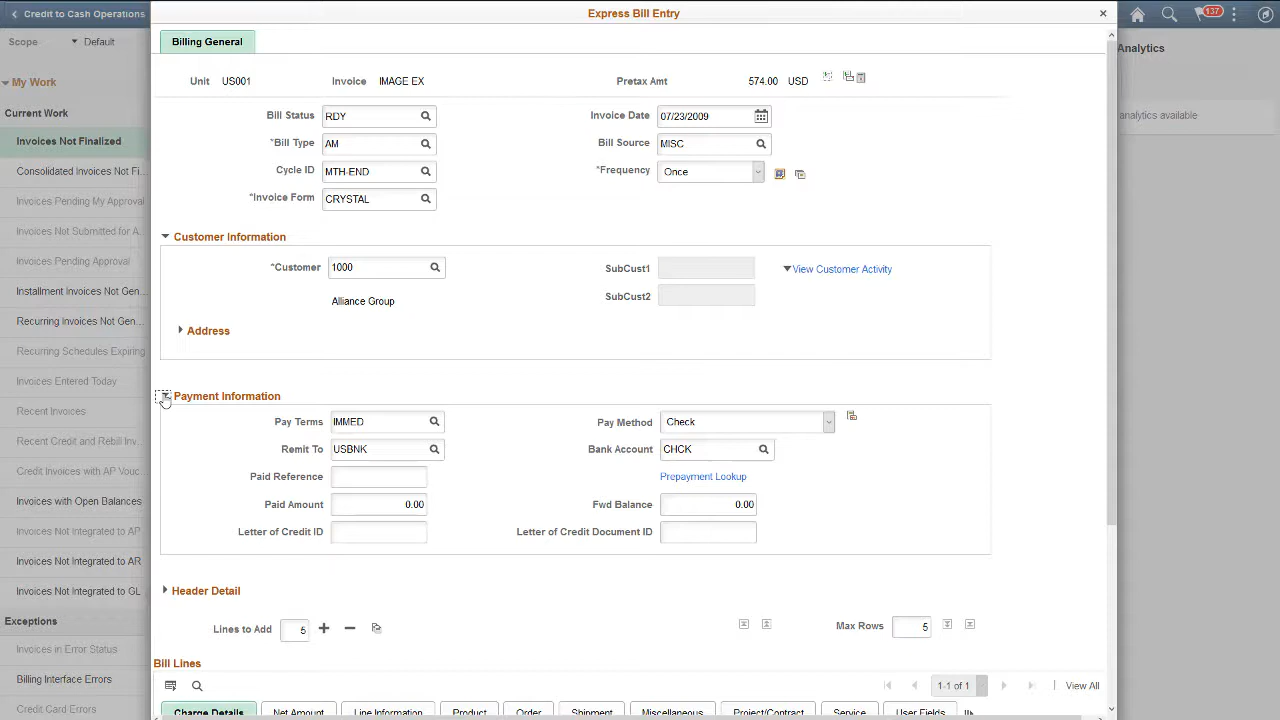 Credit to Cash Operations
Express Bill Entry
137
Scope
Default
Billing General
Analytics
Unit US001 Invoice IMAGE EX Pretax Amt 574.00 USD
My Work
Current Work
analytics available
Bill Status RDY Invoice Date 07/23/2009
Invoices Not Finalized
*Bill Type AM Bill Source MISC
Consolidated Invoices Not Fi...
Cycle ID MTH-END *Frequency Once
Invoices Pending My Approval
*Invoice Form CRYSTAL
Invoices Not Submitted for A...
Customer Information
Invoices Pending Approval
*Customer 1000 SubCust1 View Customer Activity
Installment Invoices Not Gen...
Alliance Group SubCust2
Recurring Invoices Not Gen...
Address
Recurring Schedules Expiring
Invoices Entered Today
Payment Information
Recent Invoices
Pay Terms IMMED Pay Method Check
Recent Credit and Rebill Inv...
Remit To USBNK Bank Account CHCK
Credit Invoices with AP Vouc...
Paid Reference Prepayment Lookup
Invoices with Open Balances
Paid Amount 0.00 Fwd Balance 0.00
Invoices Not Integrated to AP
Letter of Credit ID Letter of Credit Document ID
Invoices Not Integrated to AR
Invoices Not Integrated to GL
Header Detail
Exceptions
Lines to Add 5 Max Rows 5
Invoices in Error Status
Bill Lines
Billing Interface Errors
1-1 of 1 View All
Credit Card Errors
Charge Details Net Amount Line Information Product Order Shipment Miscellaneous Project/Contract Service User Fields